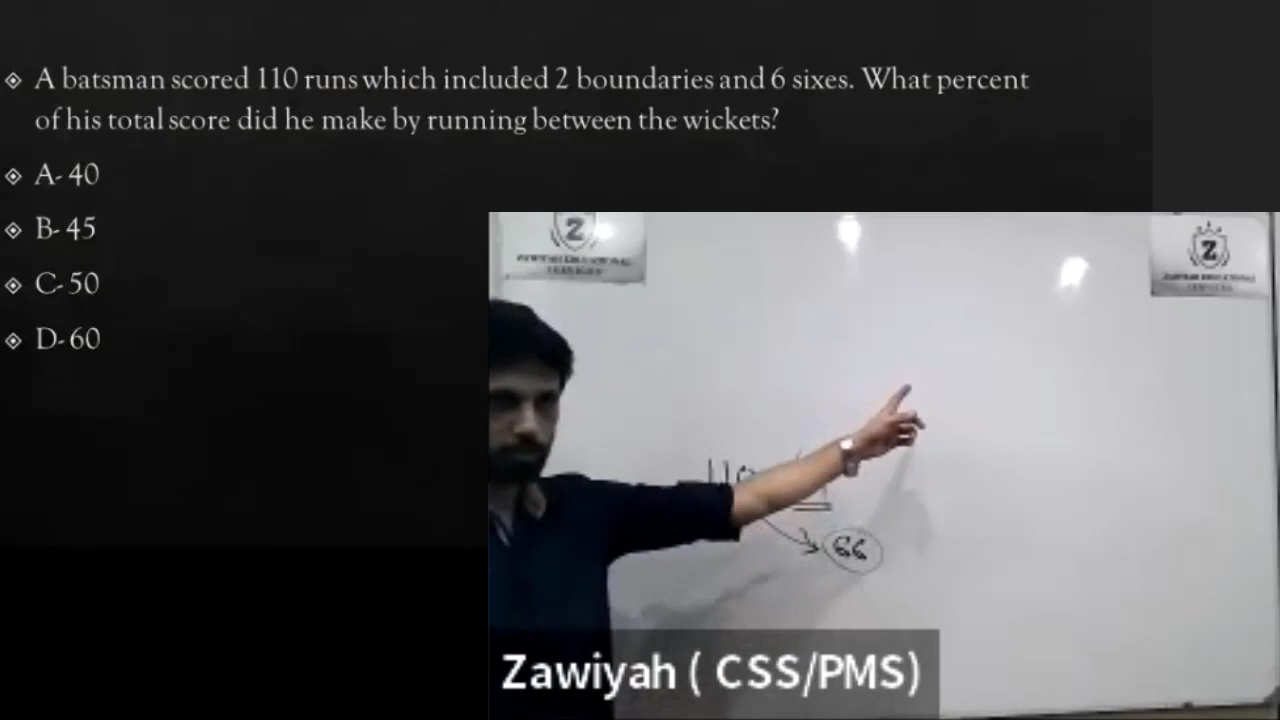 A batsman scored 110 runs which included 2 boundaries and 6 sixes. What percent
of his total score did he make by running between the wickets?
A- 40
B- 45
C- 50
D- 60
Z
Z
110
66
Zawiyah ( CSS/PMS)